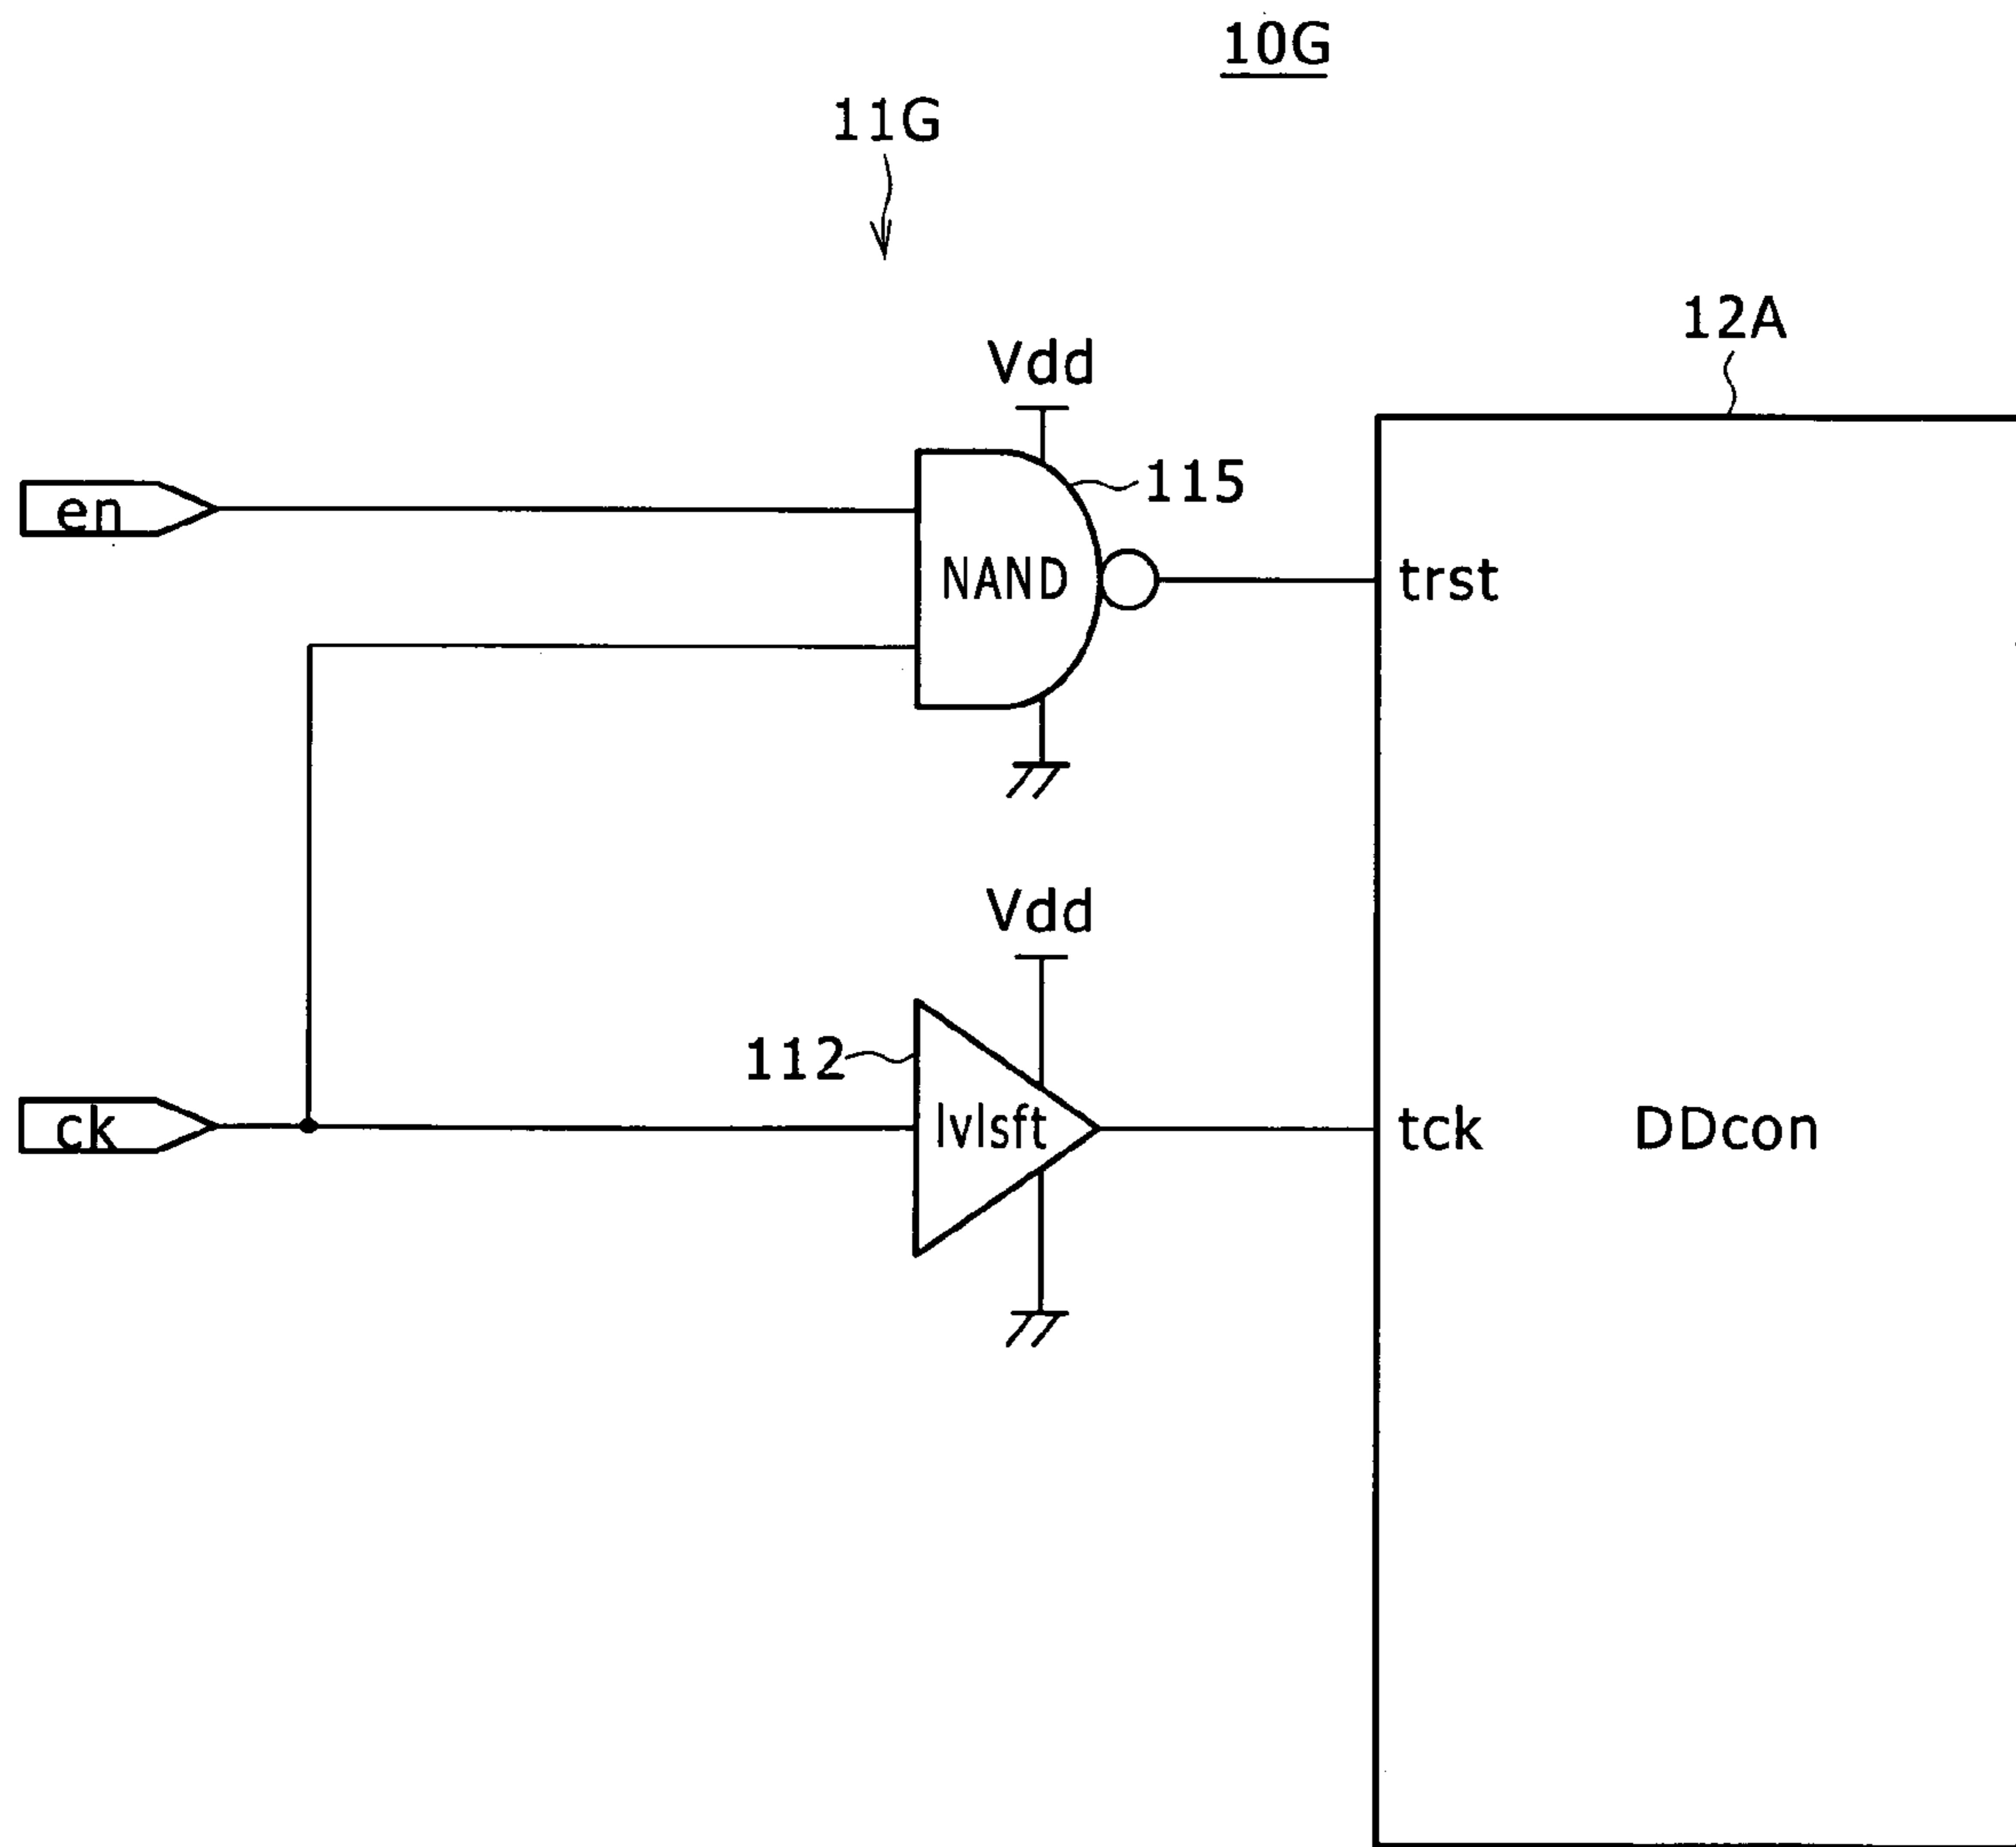 10G
11G
12A
Vdd
115
en
NAND
trst
Vdd
112
ck
lvlsft
tck
DDcon